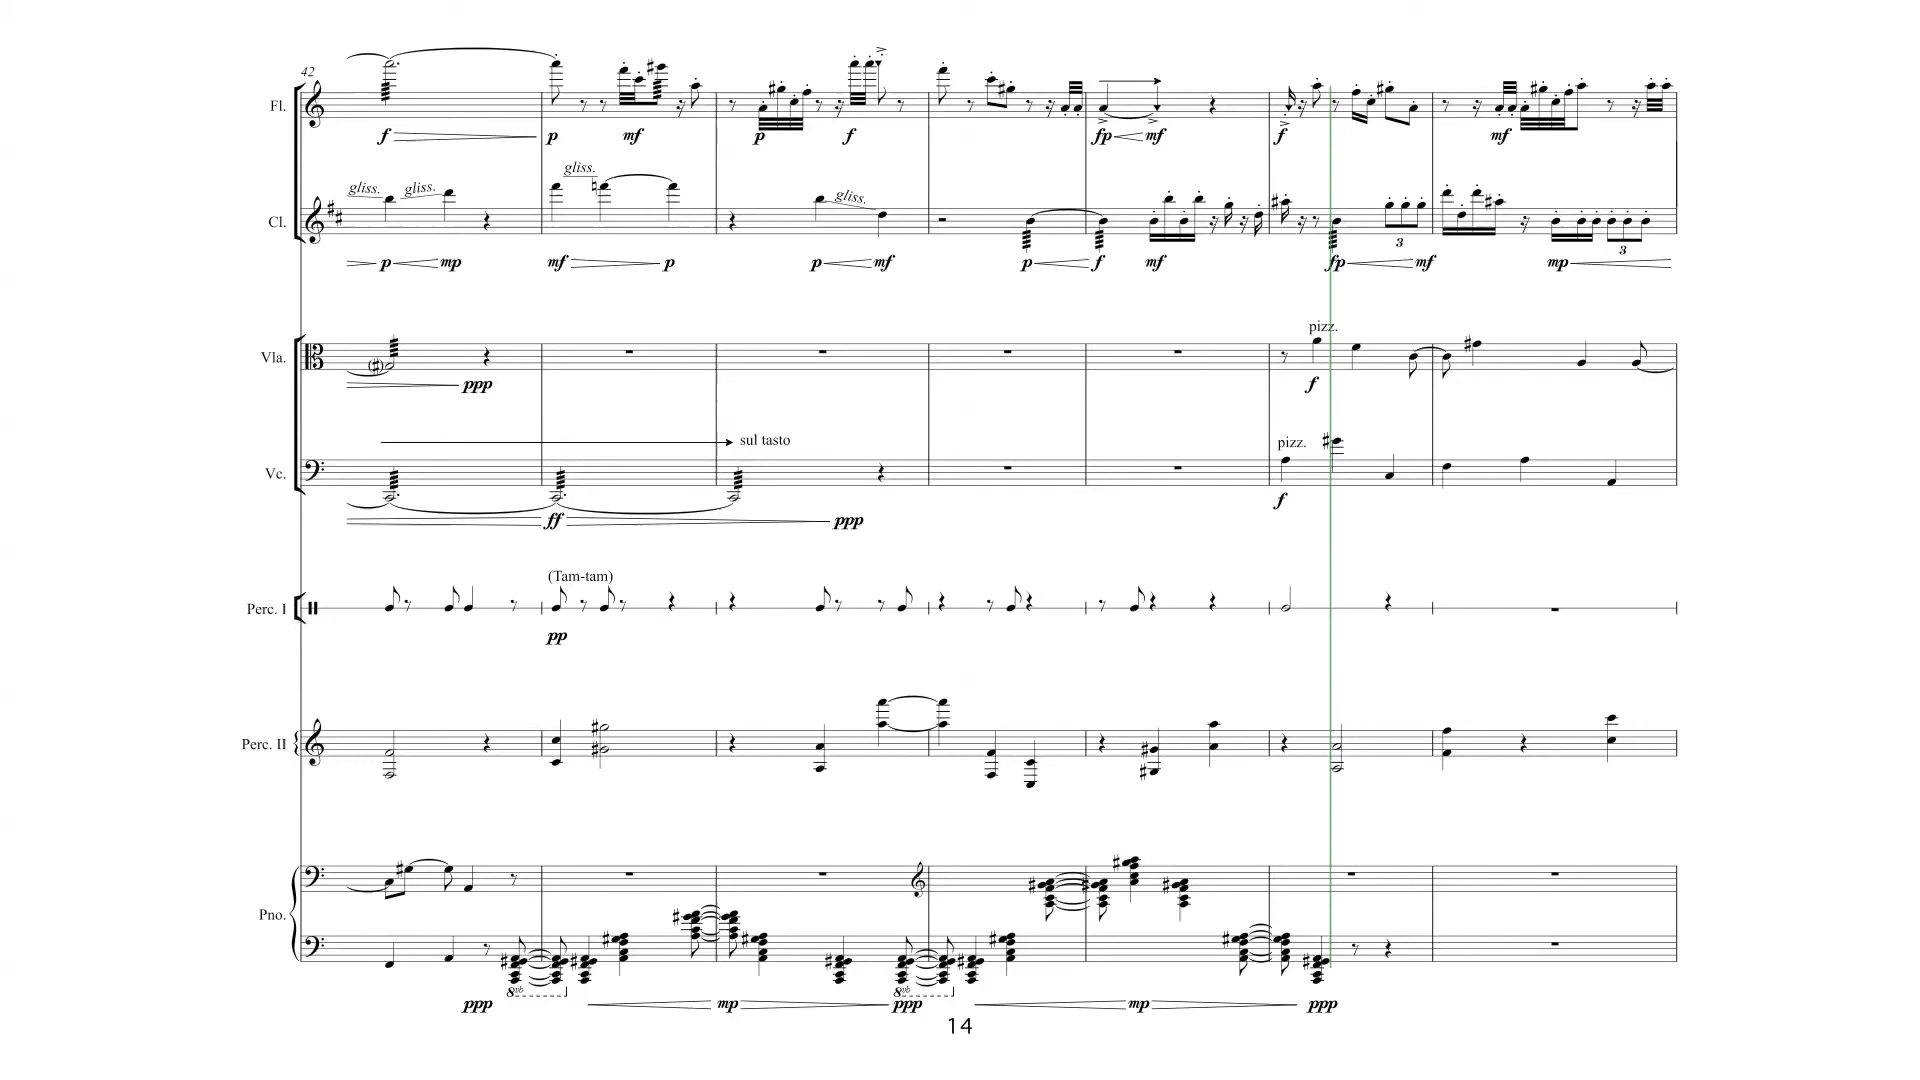 42
Fl.
f p mf p f fp mf f mf
gliss. gliss. gliss. gliss.
Cl.
3 3
p mp mf p p mf p f mf fp mf mp
pizz.
Vla.
ppp f
sul tasto pizz.
Vc.
ff ppp f
(Tam-tam)
Perc. I
pp
Perc. II
Pno.
8vb 8vb
ppp mp ppp mp ppp
14